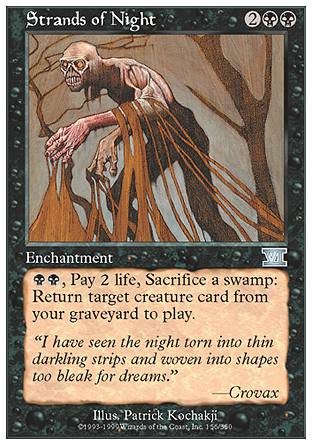 Strands of Night 2
Enchantment
VI
, Pay 2 life, Sacrifice a swamp:
Return target creature card from
your graveyard to play.
“I have seen the night torn into thin
darkling strips and woven into shapes
too bleak for dreams.”
—Crovax
Illus. Patrick Kochakji
©1993-1999 Wizards of the Coast, Inc. 156/350